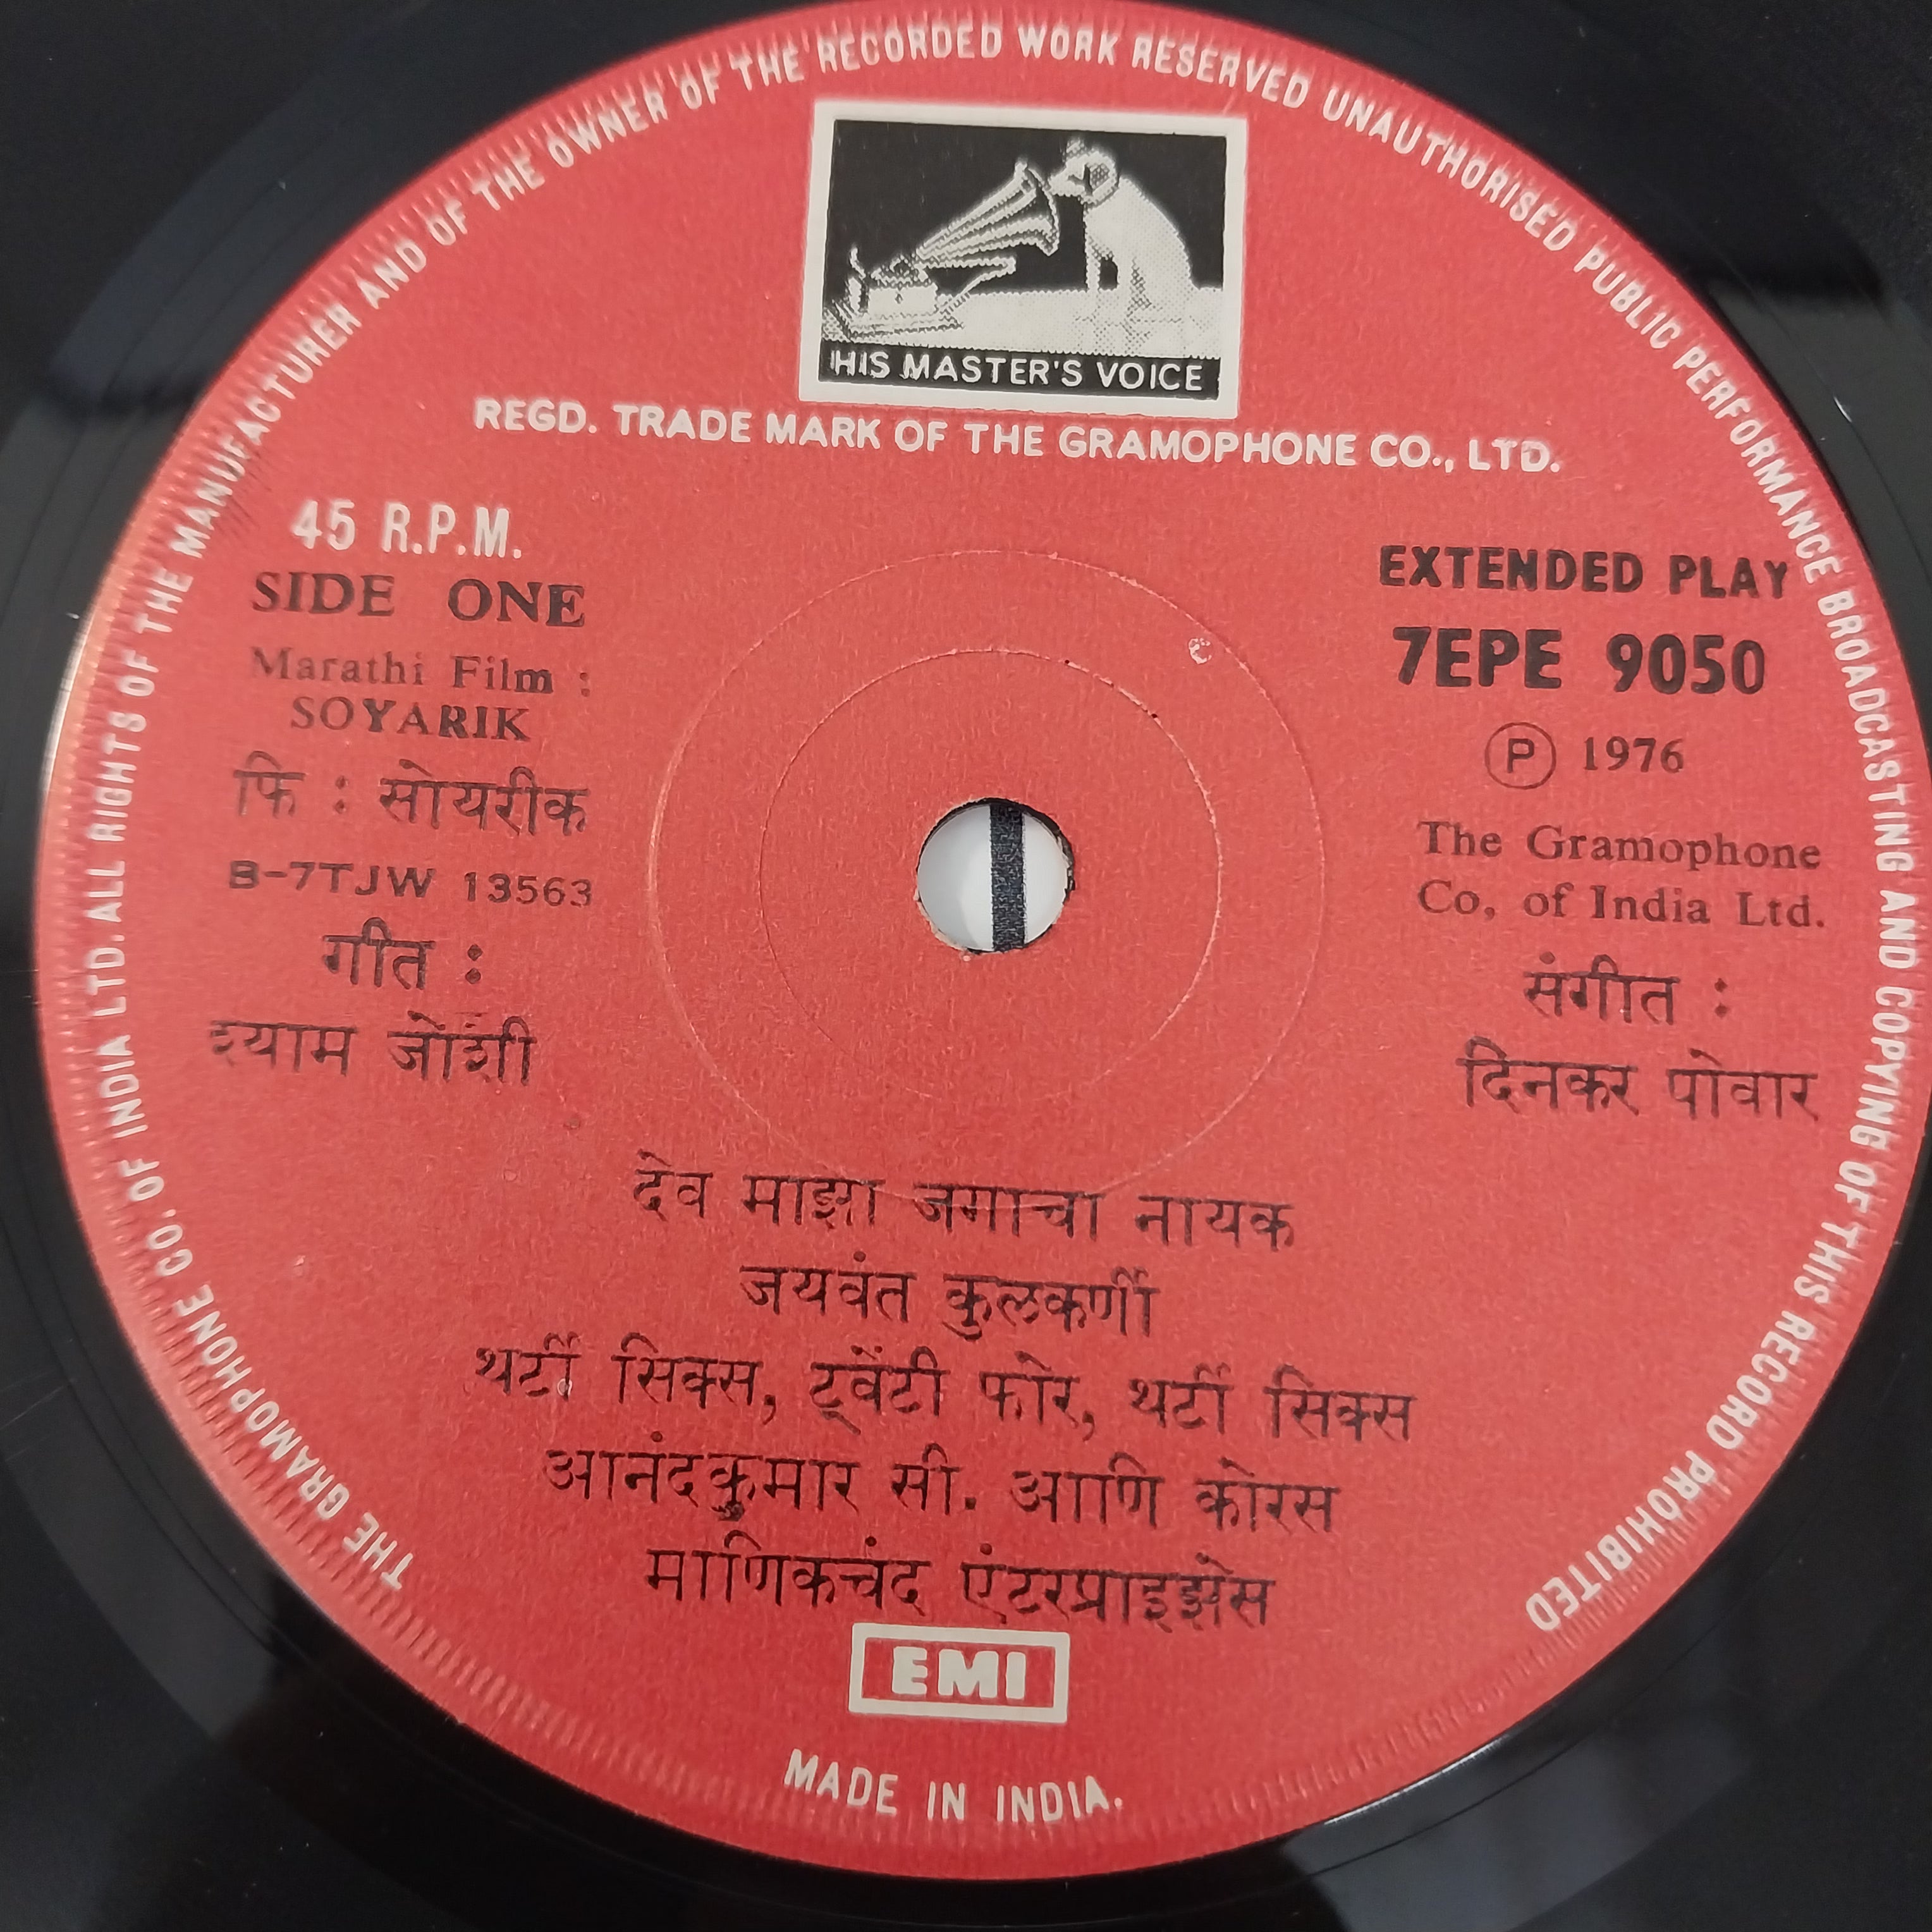 THE GRAMOPHONE CO. OF INDIA LTD. ALL RIGHTS OF THE MANUFACTURER AND OF THE OWNER OF THE RECORDED WORK RESERVED UNAUTHORISED PUBLIC PERFORMANCE BROADCASTING AND COPYING OF THIS RECORD PROHIBITED
HIS MASTER'S VOICE
REGD. TRADE MARK OF THE GRAMOPHONE CO., LTD.
45 R.P.M.
SIDE ONE
Marathi Film :
SOYARIK
फि : सोयरीक
B-7TJW 13563
गीत :
श्याम जोशी
EXTENDED PLAY
7EPE 9050
Ⓟ 1976
The Gramophone
Co, of India Ltd.
संगीत :
दिनकर पोवार
देव माझा जगाचा नायक
जयवंत कुलकर्णी
थर्टी सिक्स, ट्वेंटी फोर, थर्टी सिक्स
आनंदकुमार सी. आणि कोरस
माणिकचंद एंटरप्राइझेस
EMI
MADE IN INDIA.